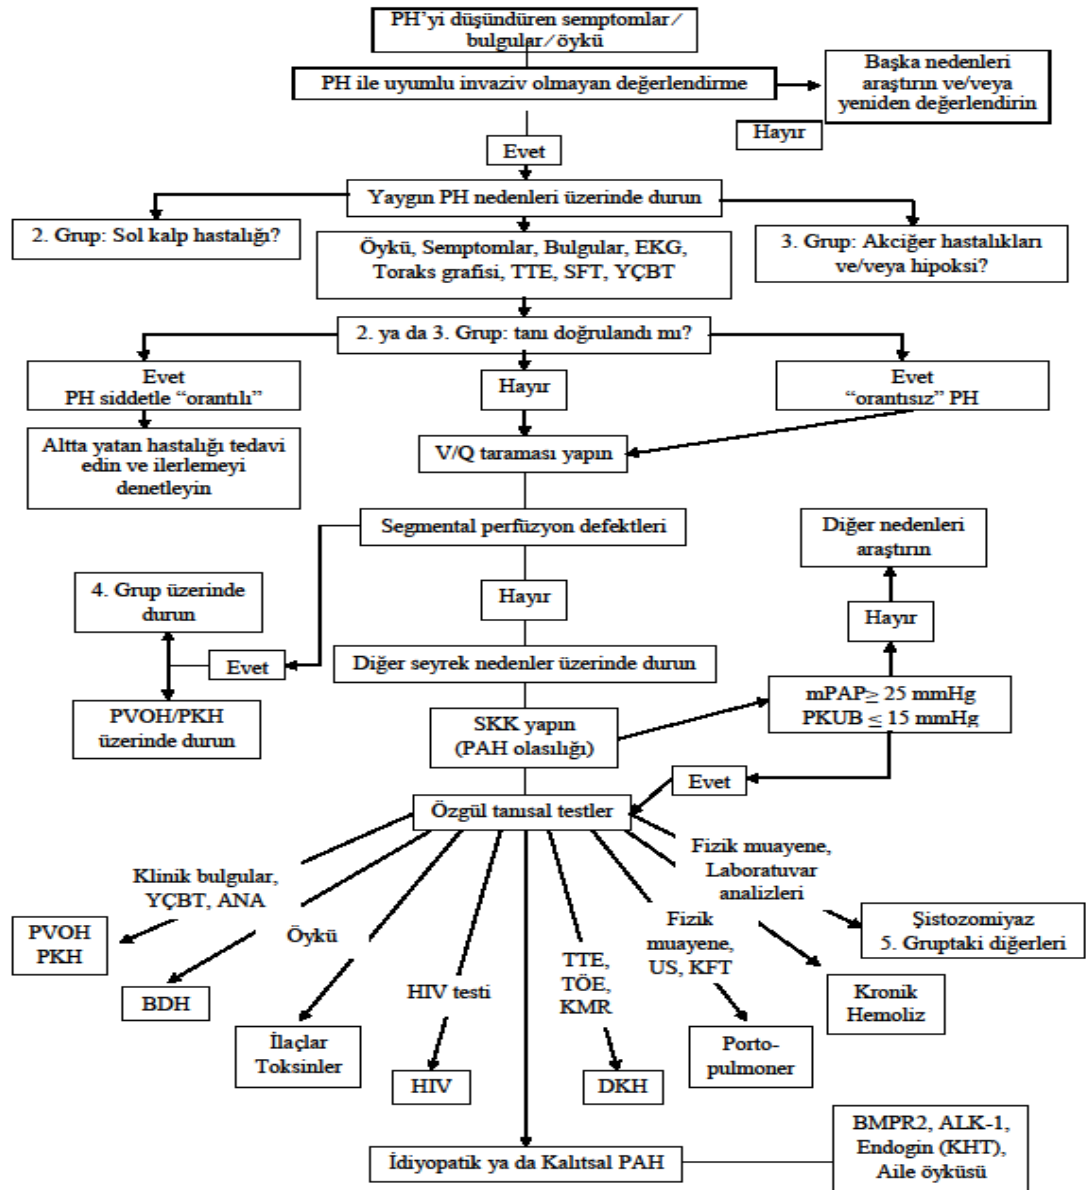 PH'yi düşündüren semptomlar/
bulgular/öykü
PH ile uyumlu invaziv olmayan değerlendirme
Başka nedenleri
araştırın ve/veya
yeniden değerlendirin
Hayır
Evet
Yaygın PH nedenleri üzerinde durun
2. Grup: Sol kalp hastalığı?
Öykü, Semptomlar, Bulgular, EKG,
Toraks grafisi, TTE, SFT, YÇBT
3. Grup: Akciğer hastalıkları
ve/veya hipoksi?
2. ya da 3. Grup: tanı doğrulandı mı?
Evet
PH siddetle "orantılı"
Hayır
Evet
"orantısız" PH
Altta yatan hastalığı tedavi
edin ve ilerlemeyi
denetleyin
V/Q taraması yapın
Segmental perfüzyon defektleri
Diğer nedenleri
araştırın
4. Grup üzerinde
durun
Hayır
Hayır
Evet
Diğer seyrek nedenler üzerinde durun
PVOH/PKH
üzerinde durun
SKK yapın
(PAH olasılığı)
mPAP≥ 25 mmHg
PKUB ≤ 15 mmHg
Evet
Özgül tanısal testler
Klinik bulgular,
YÇBT, ANA
Öykü
HIV testi
TTE,
TÖE,
KMR
Fizik
muayene,
US, KFT
Fizik muayene,
Laboratuvar
analizleri
PVOH
PKH
BDH
İlaçlar
Toksinler
HIV
DKH
Porto-
pulmoner
Kronik
Hemoliz
Şistozomiyaz
5. Gruptaki diğerleri
İdiyopatik ya da Kalıtsal PAH
BMPR2, ALK-1,
Endogin (KHT),
Aile öyküsü